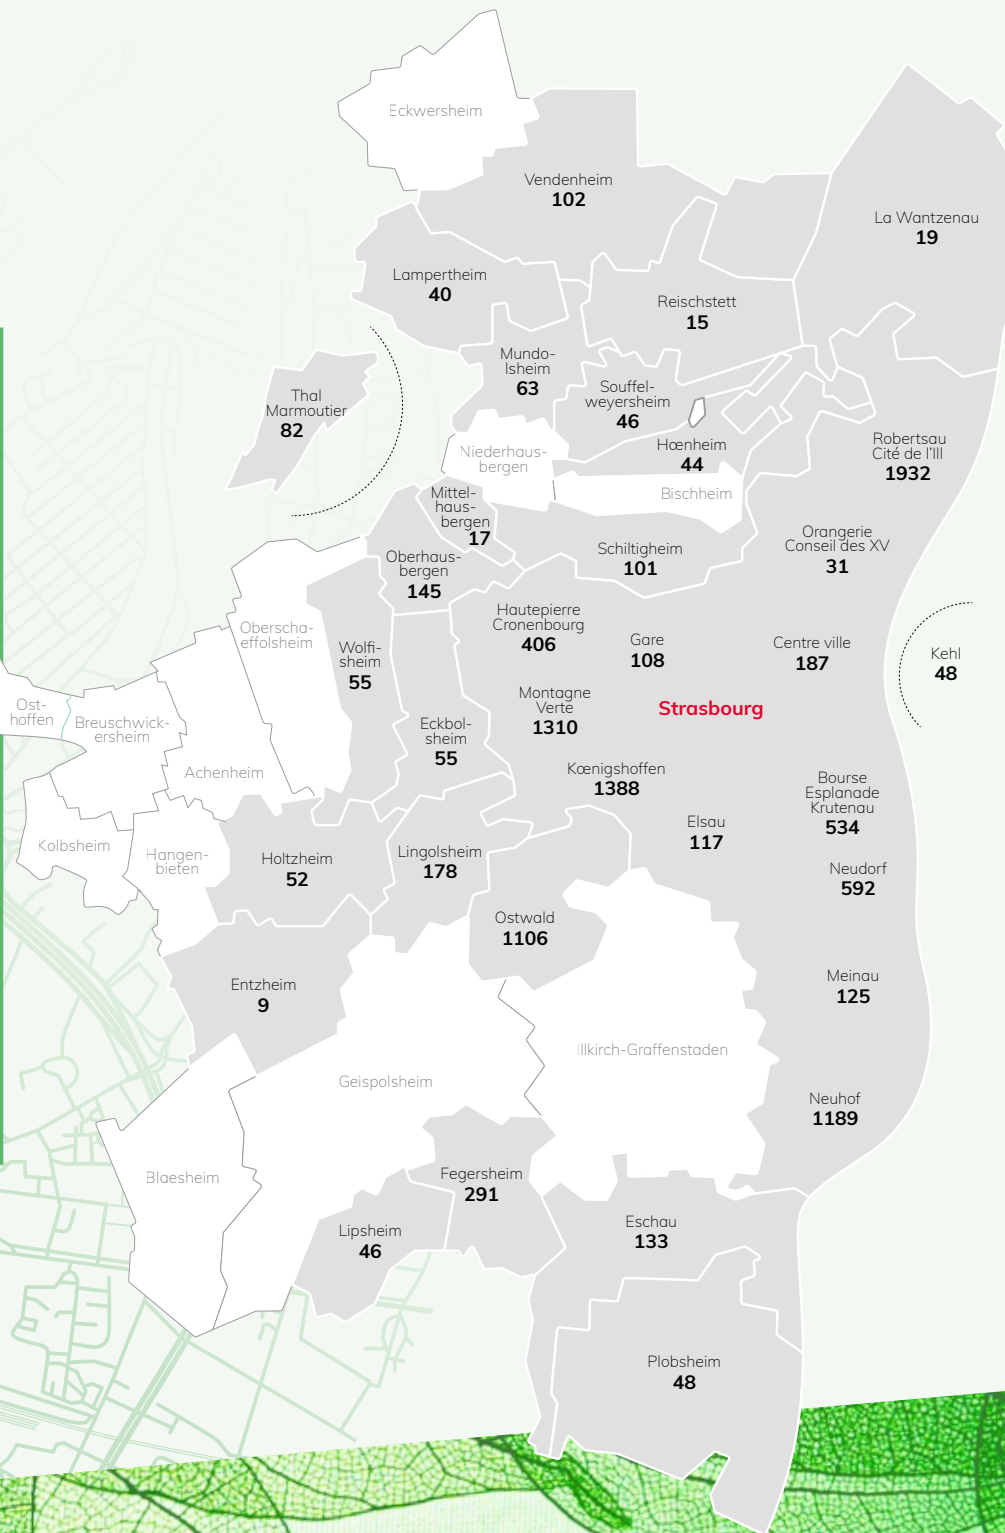 Eckwersheim
Vendenheim
102
La Wantzenau
19
Lampertheim
40
Reischstett
15
Mundo-
lsheim
63
Souffel-
weyersheim
46
Thal
Marmoutier
82
Hœnheim
44
Robertsau
Cité de l'Ill
1932
Niederhaus-
bergen
Bischheim
Mittel-
haus-
bergen
17
Orangerie
Conseil des XV
31
Schiltigheim
101
Oberhaus-
bergen
145
Hautepierre
Cronenbourg
406
Gare
108
Centre ville
187
Kehl
48
Oberscha-
effolsheim
Wolfi-
sheim
55
Montagne
Verte
1310
Strasbourg
Ost-
hoffen
Breuschwick-
ersheim
Eckbol-
sheim
55
Achenheim
Kœnigshoffen
1388
Bourse
Esplanade
Krutenau
534
Elsau
117
Kolbsheim
Hangen-
bieten
Holtzheim
52
Lingolsheim
178
Neudorf
592
Ostwald
1106
Entzheim
9
Meinau
125
Illkirch-Graffenstaden
Geispolsheim
Neuhof
1189
Blaesheim
Fegersheim
291
Lipsheim
46
Eschau
133
Plobsheim
48